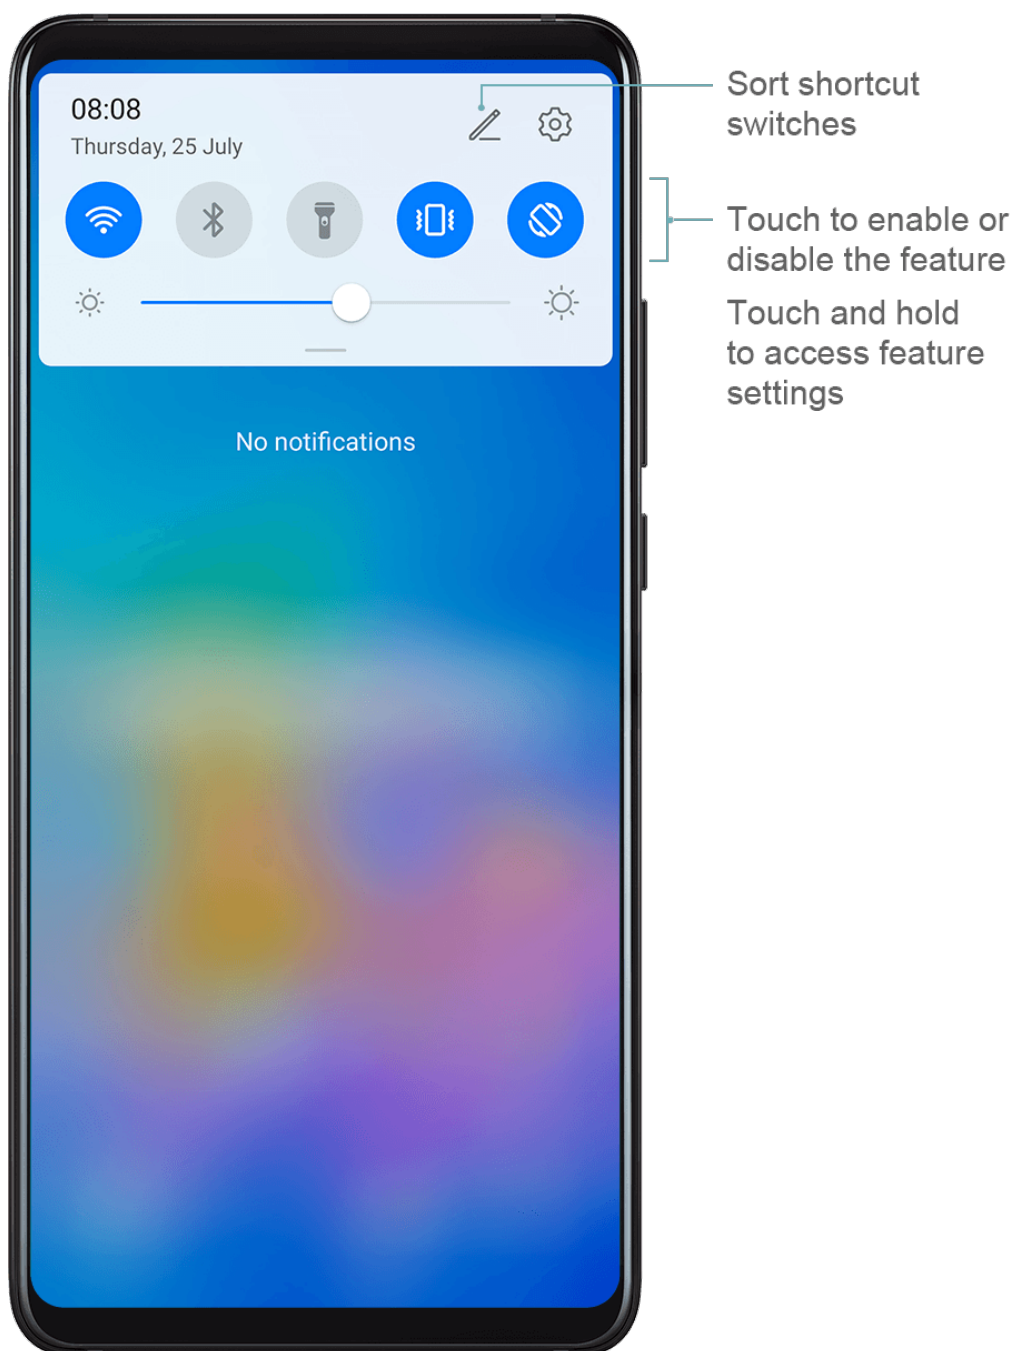 08:08
Thursday, 25 July
No notifications
Sort shortcut
switches
Touch to enable or
disable the feature
Touch and hold
to access feature
settings